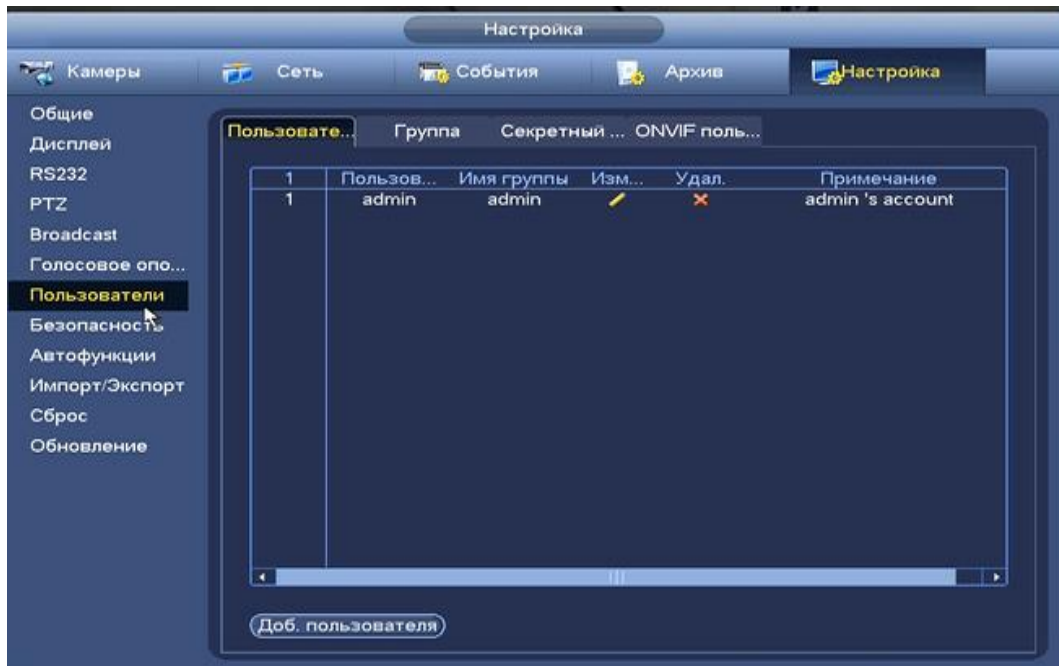 Настройка
Камеры Сеть События Архив Настройка
Общие
Дисплей
RS232
PTZ
Broadcast
Голосовое опо...
Пользователи
Безопасность
Автофункции
Импорт/Экспорт
Сброс
Обновление
Пользовате... Группа Секретный ... ONVIF поль...
1 Пользов... Имя группы Изм... Удал. Примечание
1 admin admin admin 's account
Доб. пользователя